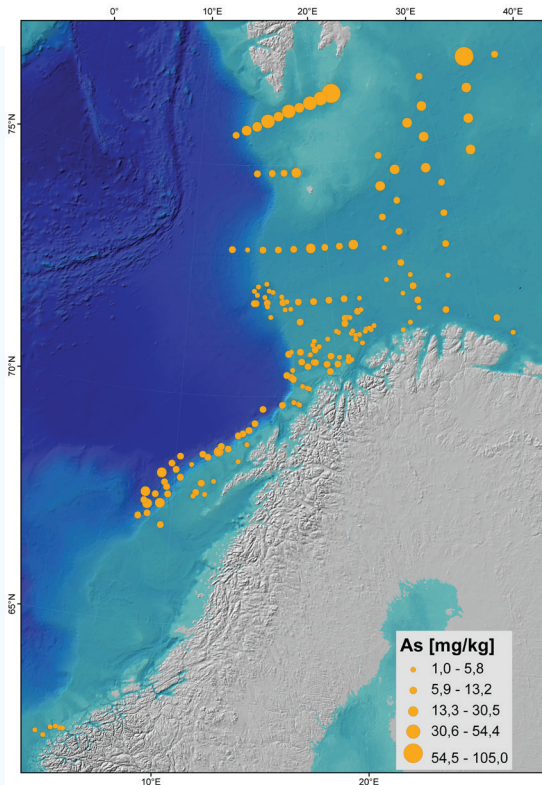 0°
10°E
20°E
30°E
40°E
75°N
70°N
65°N
As [mg/kg]
1,0 - 5,8
5,9 - 13,2
13,3 - 30,5
30,6 - 54,4
54,5 - 105,0
10°E
20°E